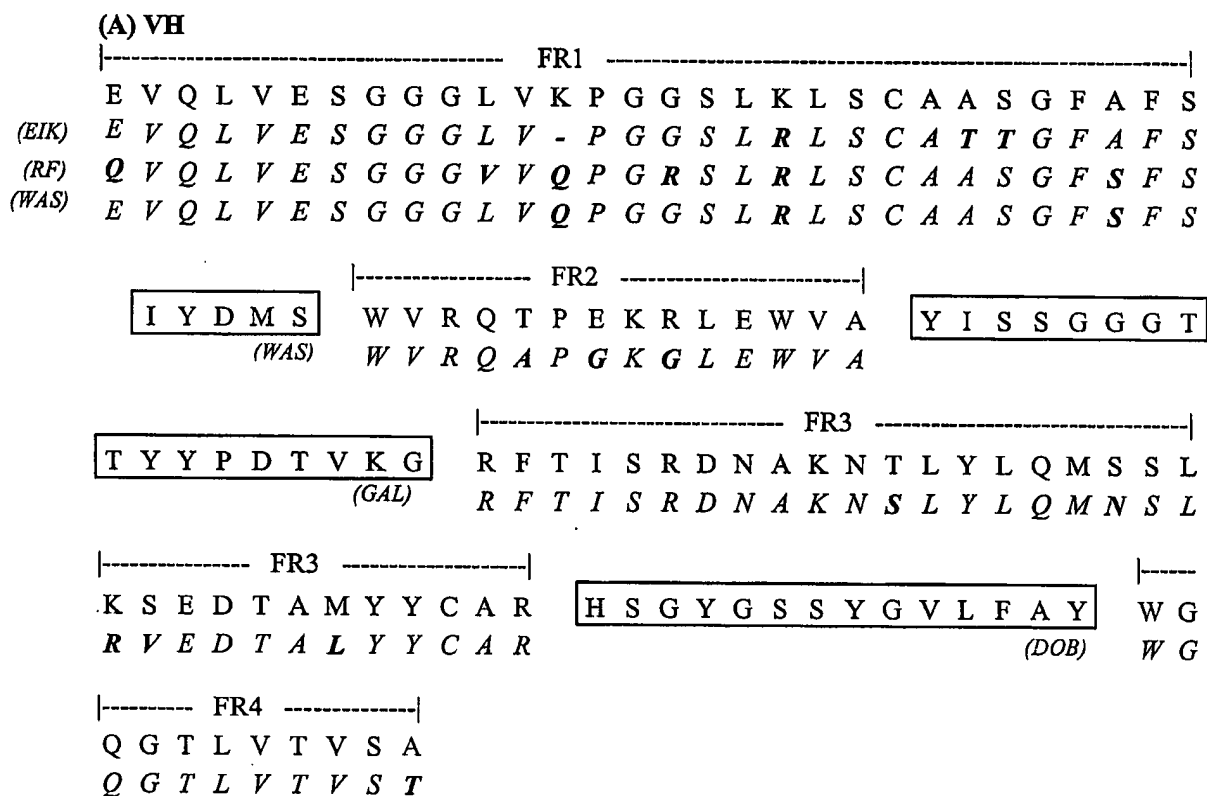 (A) VH
|---------------------------- FR1 ----------------------------|
E V Q L V E S G G G L V K P G G S L K L S C A A S G F A F S
(EIK) E V Q L V E S G G G L V - P G G S L R L S C A T T G F A F S
(RF) Q V Q L V E S G G G V V Q P G R S L R L S C A A S G F S F S
(WAS) E V Q L V E S G G G L V Q P G G S L R L S C A A S G F S F S
|------------- FR2 -------------|
I Y D M S W V R Q T P E K R L E W V A Y I S S G G G T
(WAS) W V R Q A P G K G L E W V A
|------------------- FR3 -------------------|
T Y Y P D T V K G R F T I S R D N A K N T L Y L Q M S S L
(GAL) R F T I S R D N A K N S L Y L Q M N S L
|-------------- FR3 --------------| |------
K S E D T A M Y Y C A R H S G Y G S S Y G V L F A Y W G
R V E D T A L Y Y C A R (DOB) W G
|---------- FR4 --------------|
Q G T L V T V S A
Q G T L V T V S T